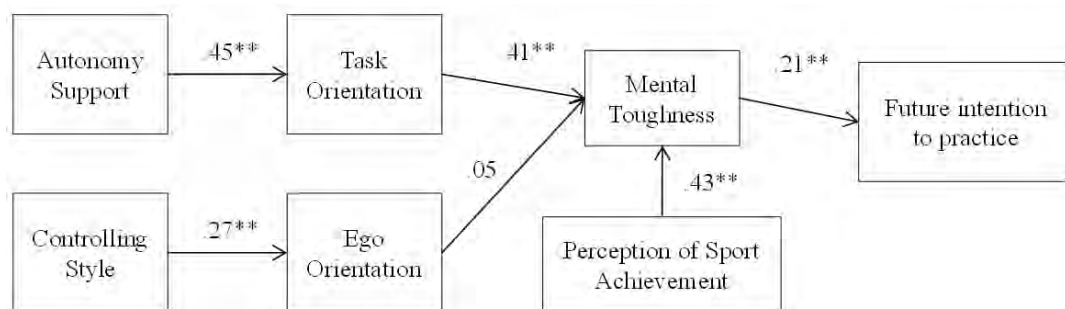 Autonomy
Support
.45**
Task
Orientation
.41**
Mental
Toughness
.21**
Future intention
to practice
Controlling
Style
.27**
Ego
Orientation
.05
.43**
Perception of Sport
Achievement